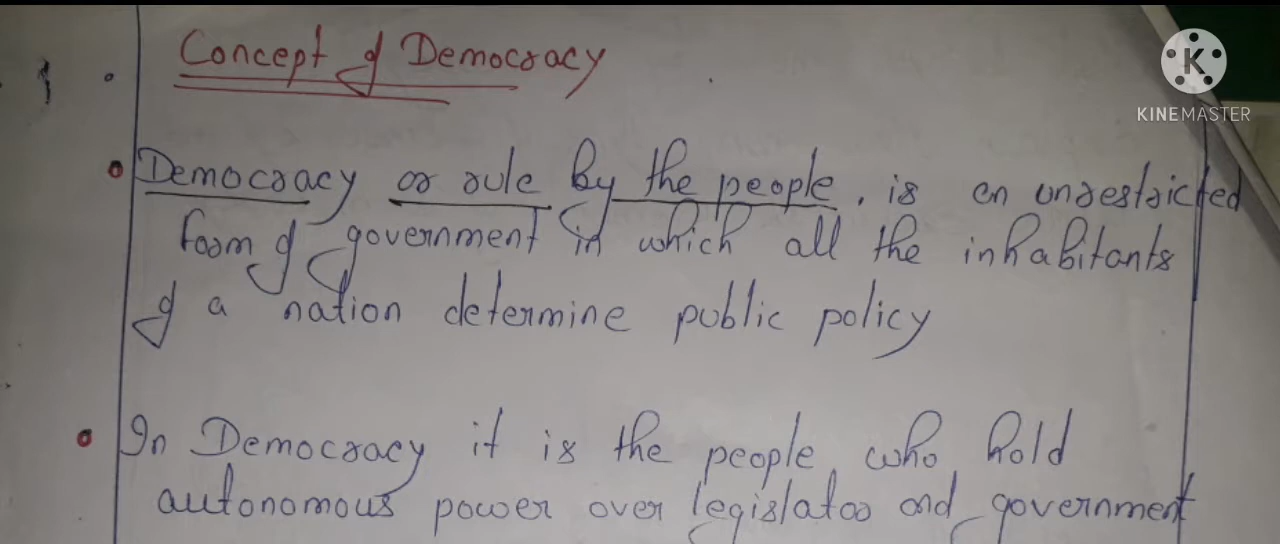 Concept of Democracy
Democracy or rule by the people, is an unrestricted
form of government in which all the inhabitants
of a nation determine public policy
In Democracy it is the people, who hold
autonomous power over legislator and government
K
KINEMASTER